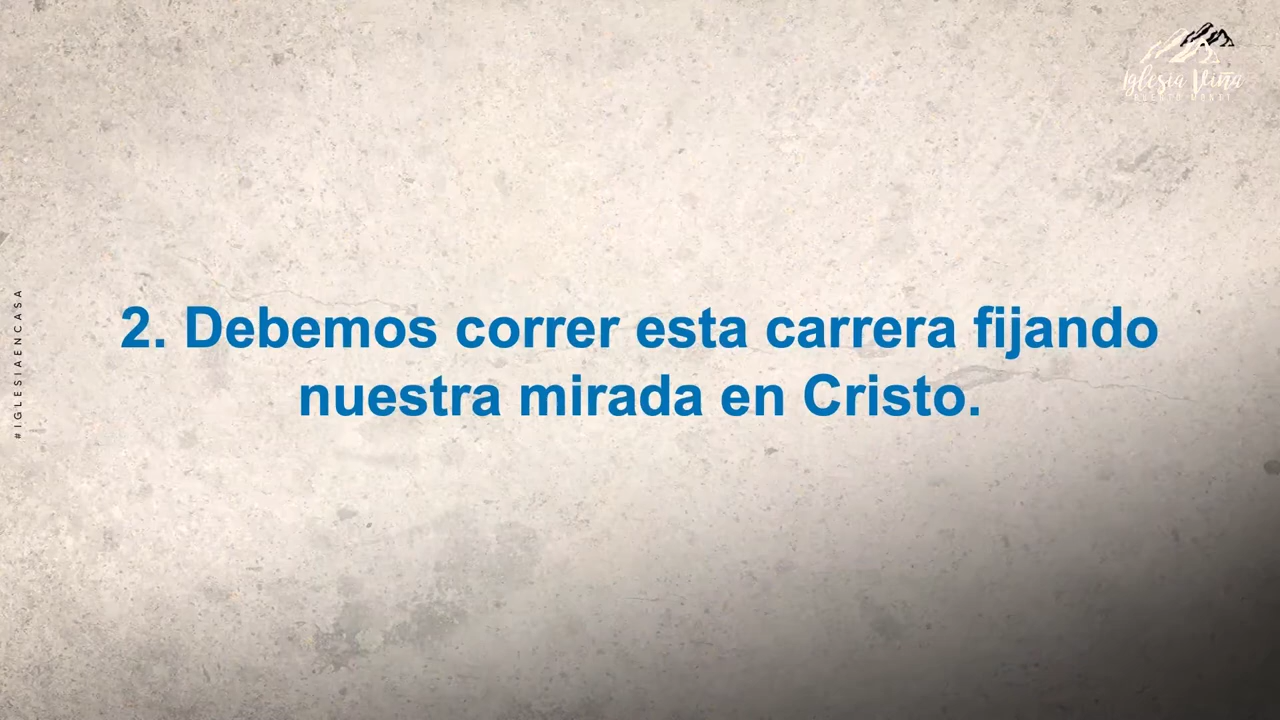 Iglesia Viña
#IGLESIAENCASA
2. Debemos correr esta carrera fijando
nuestra mirada en Cristo.